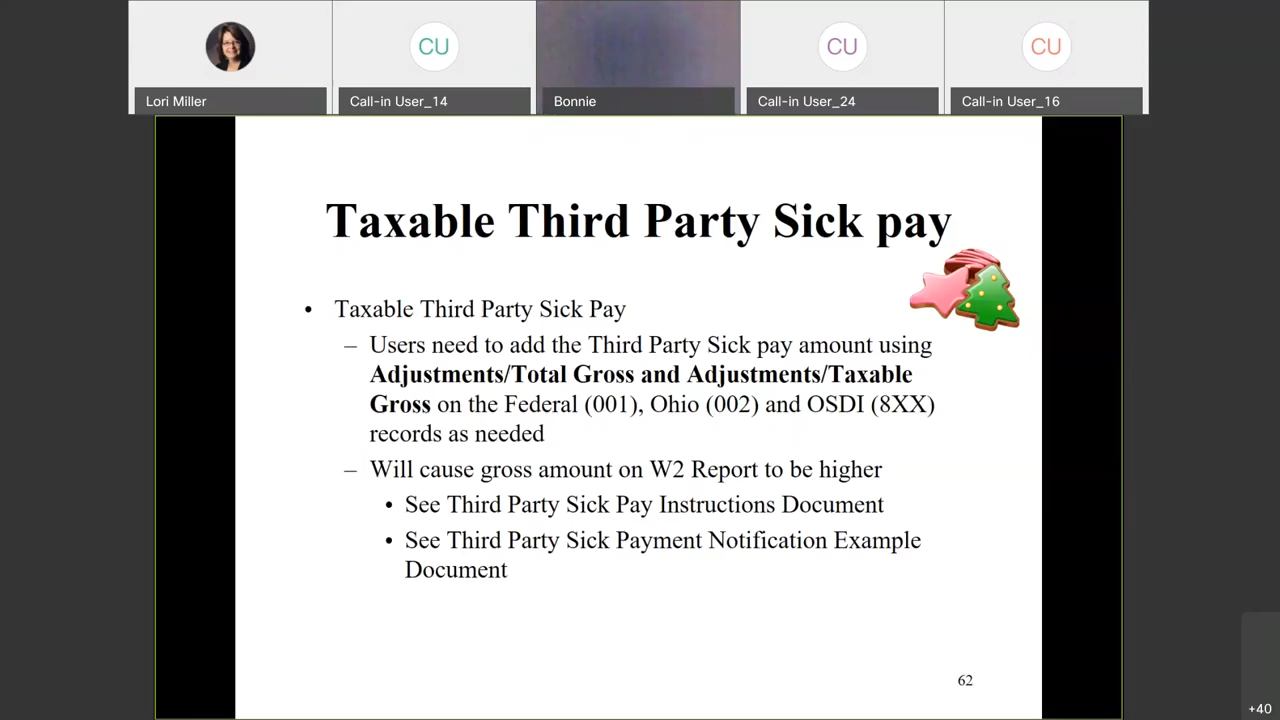 CU
CU
CU
Lori Miller
Call-in User_14
Bonnie
Call-in User_24
Call-in User_16
Taxable Third Party Sick pay
• Taxable Third Party Sick Pay
– Users need to add the Third Party Sick pay amount using
Adjustments/Total Gross and Adjustments/Taxable
Gross on the Federal (001), Ohio (002) and OSDI (8XX)
records as needed
– Will cause gross amount on W2 Report to be higher
• See Third Party Sick Pay Instructions Document
• See Third Party Sick Payment Notification Example
Document
62
+40